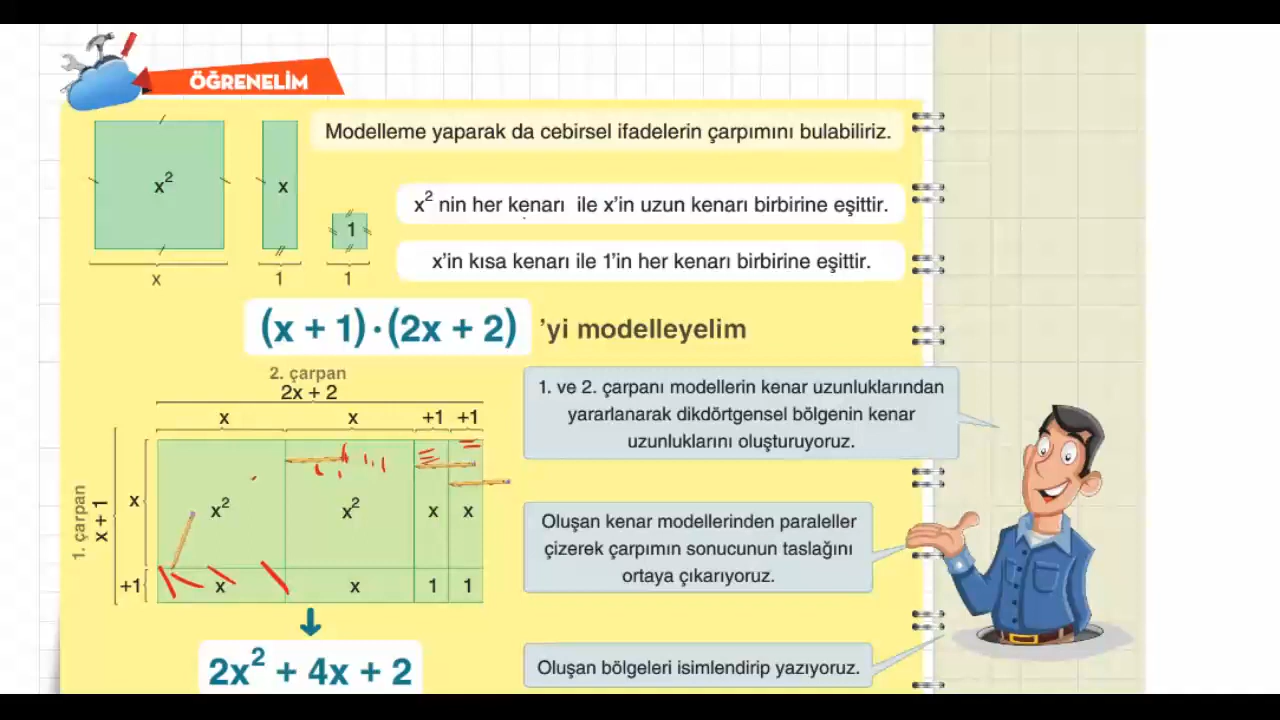 ÖĞRENELİM
Modelleme yaparak da cebirsel ifadelerin çarpımını bulabiliriz.
x² x 1
x² nin her kenarı ile x'in uzun kenarı birbirine eşittir.
x'in kısa kenarı ile 1'in her kenarı birbirine eşittir.
x 1 1
(x + 1)·(2x + 2) 'yi modelleyelim
2. çarpan
2x + 2
x x +1 +1
1. çarpan
x + 1
x x² x² x x
+1 x x 1 1
2x² + 4x + 2
1. ve 2. çarpanı modellerin kenar uzunluklarından
yararlanarak dikdörtgensel bölgenin kenar
uzunluklarını oluşturuyoruz.
Oluşan kenar modellerinden paraleller
çizerek çarpımın sonucunun taslağını
ortaya çıkarıyoruz.
Oluşan bölgeleri isimlendirip yazıyoruz.